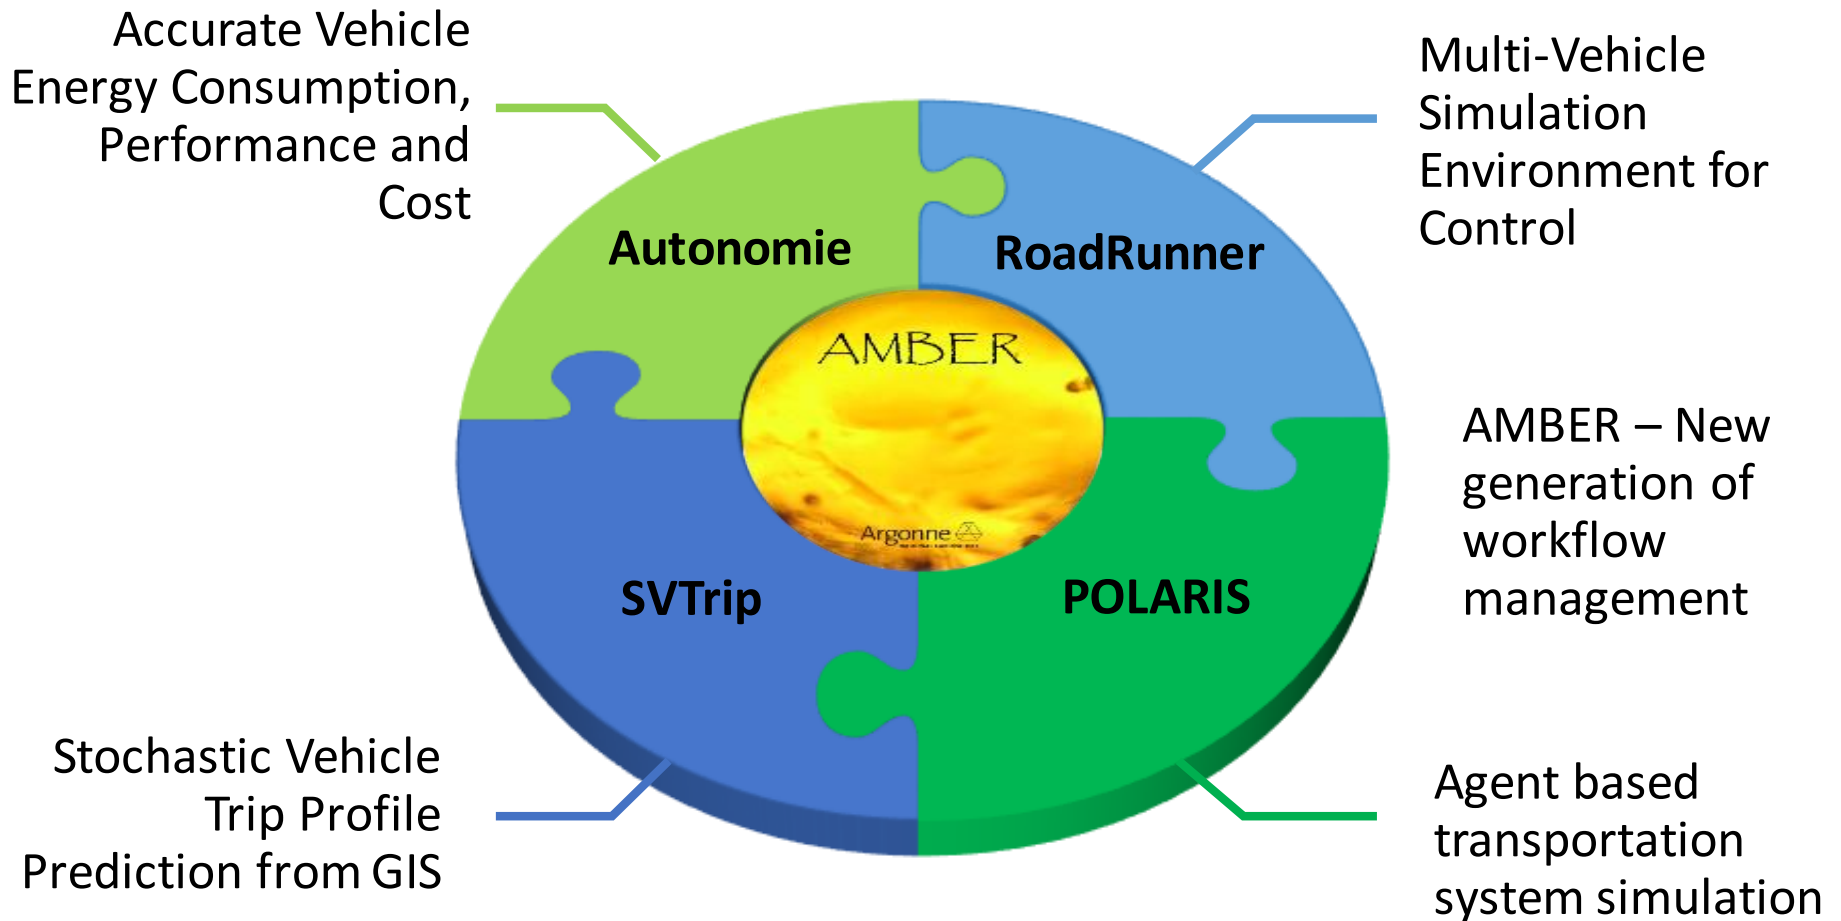 Accurate Vehicle
Energy Consumption,
Performance and
Cost
Multi-Vehicle
Simulation
Environment for
Control
Autonomie
RoadRunner
AMBER
Argonne
AMBER – New
generation of
workflow
management
SVTrip
POLARIS
Stochastic Vehicle
Trip Profile
Prediction from GIS
Agent based
transportation
system simulation